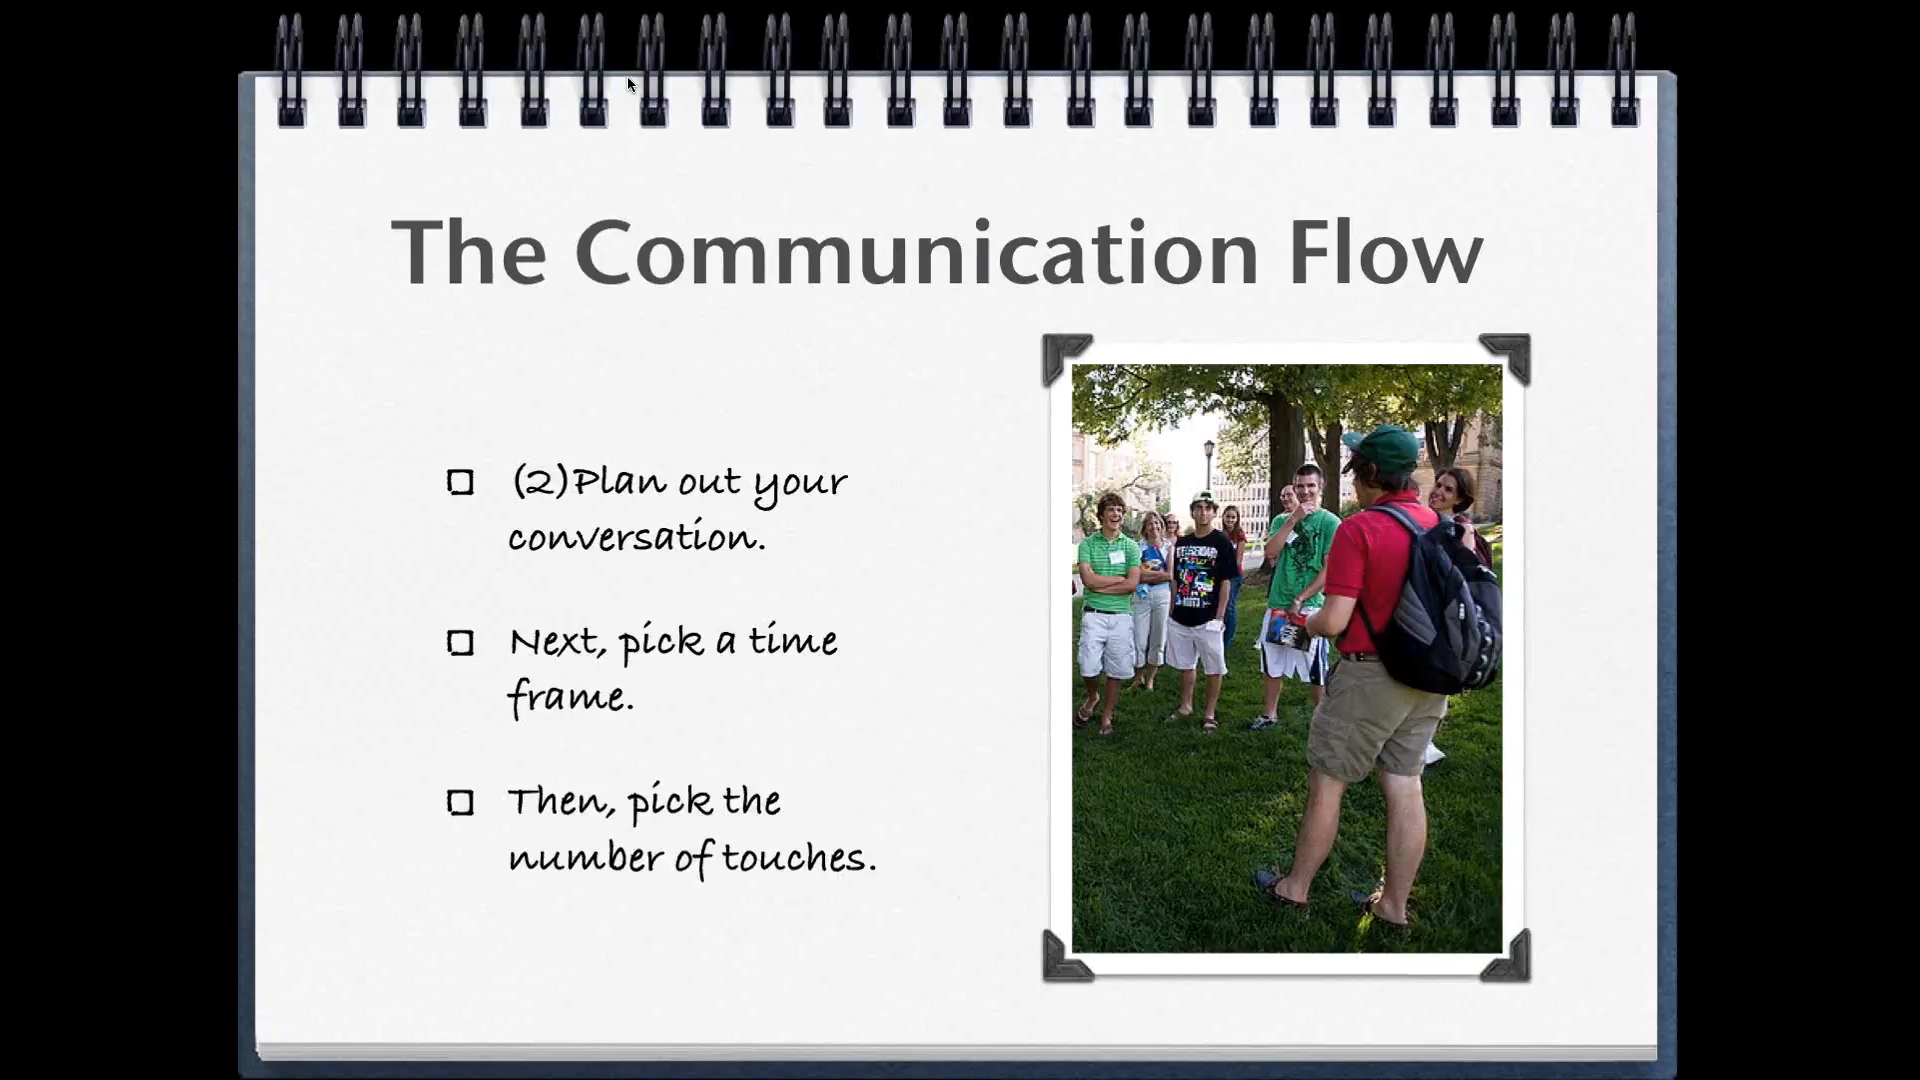 The Communication Flow
(2)Plan out your
conversation.
Next, pick a time
frame.
Then, pick the
number of touches.